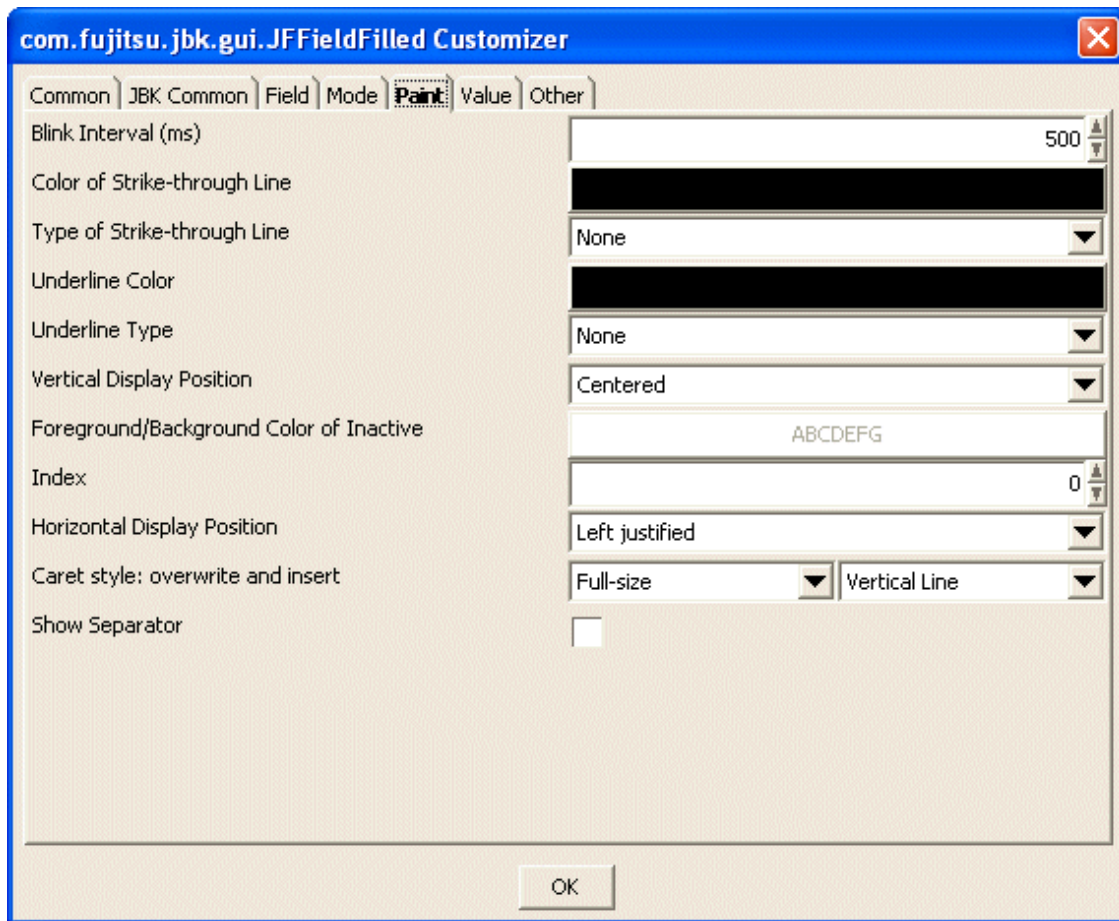 com.fujitsu.jbk.gui.JFFieldFilled Customizer
Common JBK Common Field Mode Paint Value Other
Blink Interval (ms) 500
Color of Strike-through Line
Type of Strike-through Line None
Underline Color
Underline Type None
Vertical Display Position Centered
Foreground/Background Color of Inactive ABCDEFG
Index 0
Horizontal Display Position Left justified
Caret style: overwrite and insert Full-size Vertical Line
Show Separator
OK